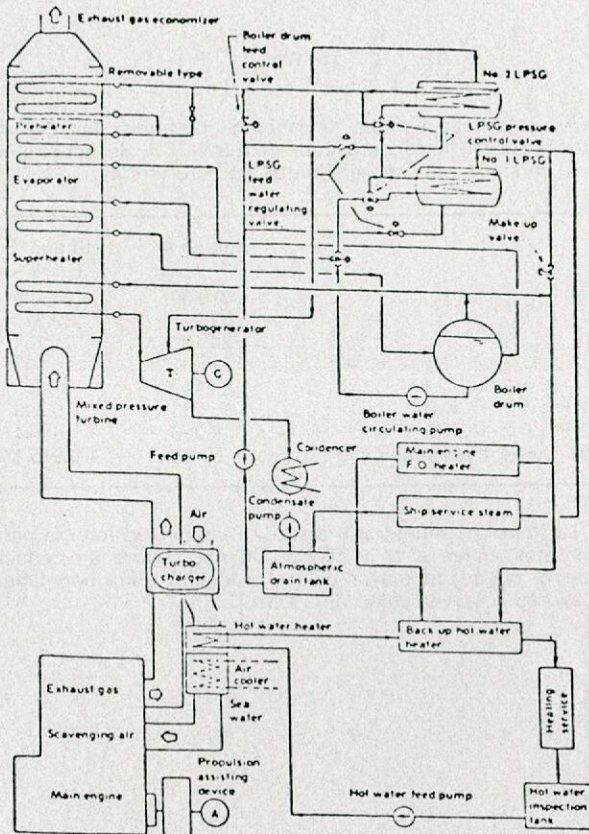 Exhaust gas economizer
Boiler drum
feed
control
valve
No 2 LPSG
Removable type
LPSG pressure
control valve
Preheater
No 1 LPSG
LPSG
feed
water
regulating
valve
Evaporator
Make up
valve
Superheater
Turbogenerator
T
G
Boiler
drum
Mixed pressure
turbine
Boiler water
circulating pump
Feed pump
Condencer
Main engine
F.O. heater
Condensate
pump
Ship service steam
Air
Turbo-
charger
Atmospheric
drain tank
Hot water heater
Back up hot water
heater
Air
cooler
Exhaust gas
Sea
water
Heating
service
Scavenging air
Propulsion
assisting
device
Main engine
A
Hot water feed pump
Hot water
inspection
tank